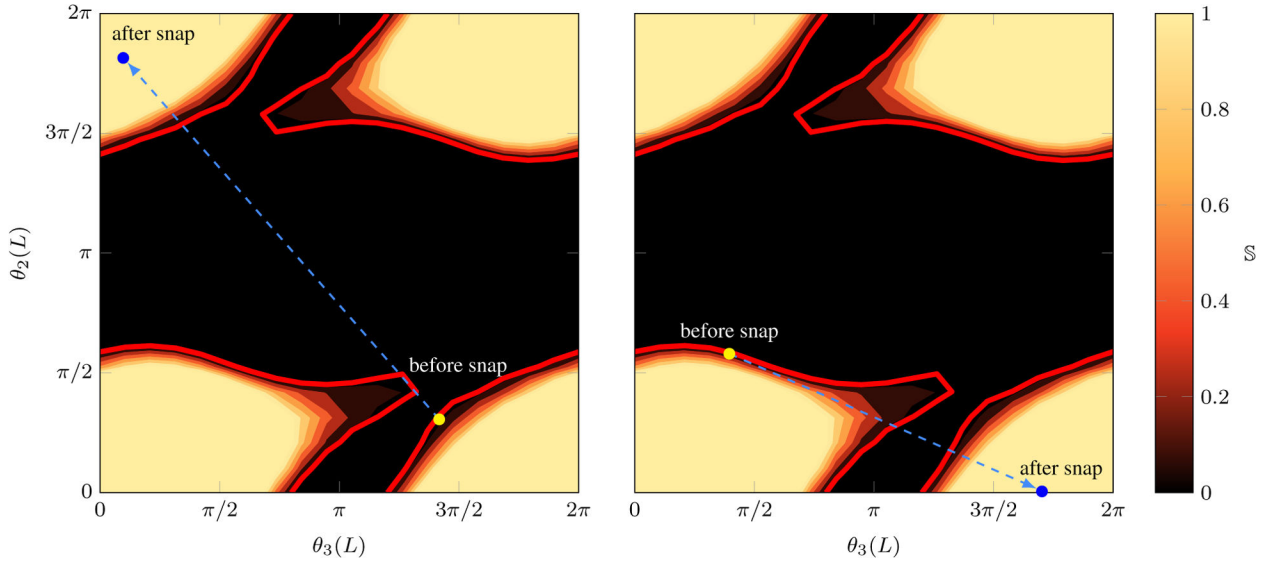 2π
3π/2
π
π/2
0
θ₂(L)
after snap
before snap
0
π/2
π
3π/2
2π
θ₃(L)
before snap
after snap
0
π/2
π
3π/2
2π
θ₃(L)
1
0.8
0.6
0.4
0.2
0
𝕊